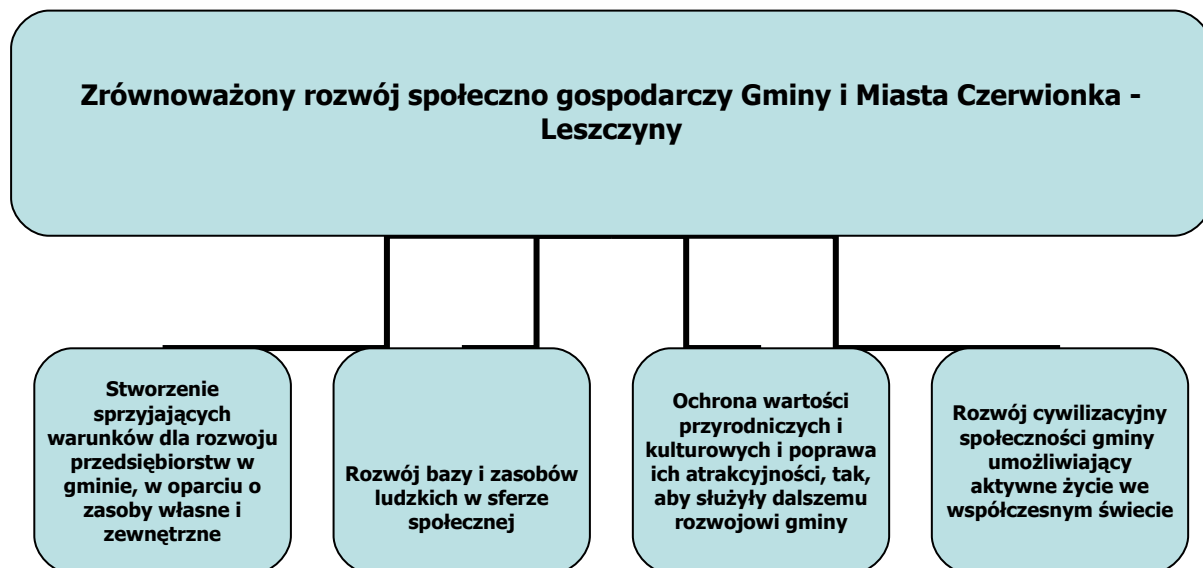 Zrównoważony rozwój społeczno gospodarczy Gminy i Miasta Czerwionka -
Leszczyny
Stworzenie
sprzyjających
warunków dla rozwoju
przedsiębiorstw w
gminie, w oparciu o
zasoby własne i
zewnętrzne
Rozwój bazy i zasobów
ludzkich w sferze
społecznej
Ochrona wartości
przyrodniczych i
kulturowych i poprawa
ich atrakcyjności, tak,
aby służyły dalszemu
rozwojowi gminy
Rozwój cywilizacyjny
społeczności gminy
umożliwiający
aktywne życie we
współczesnym świecie